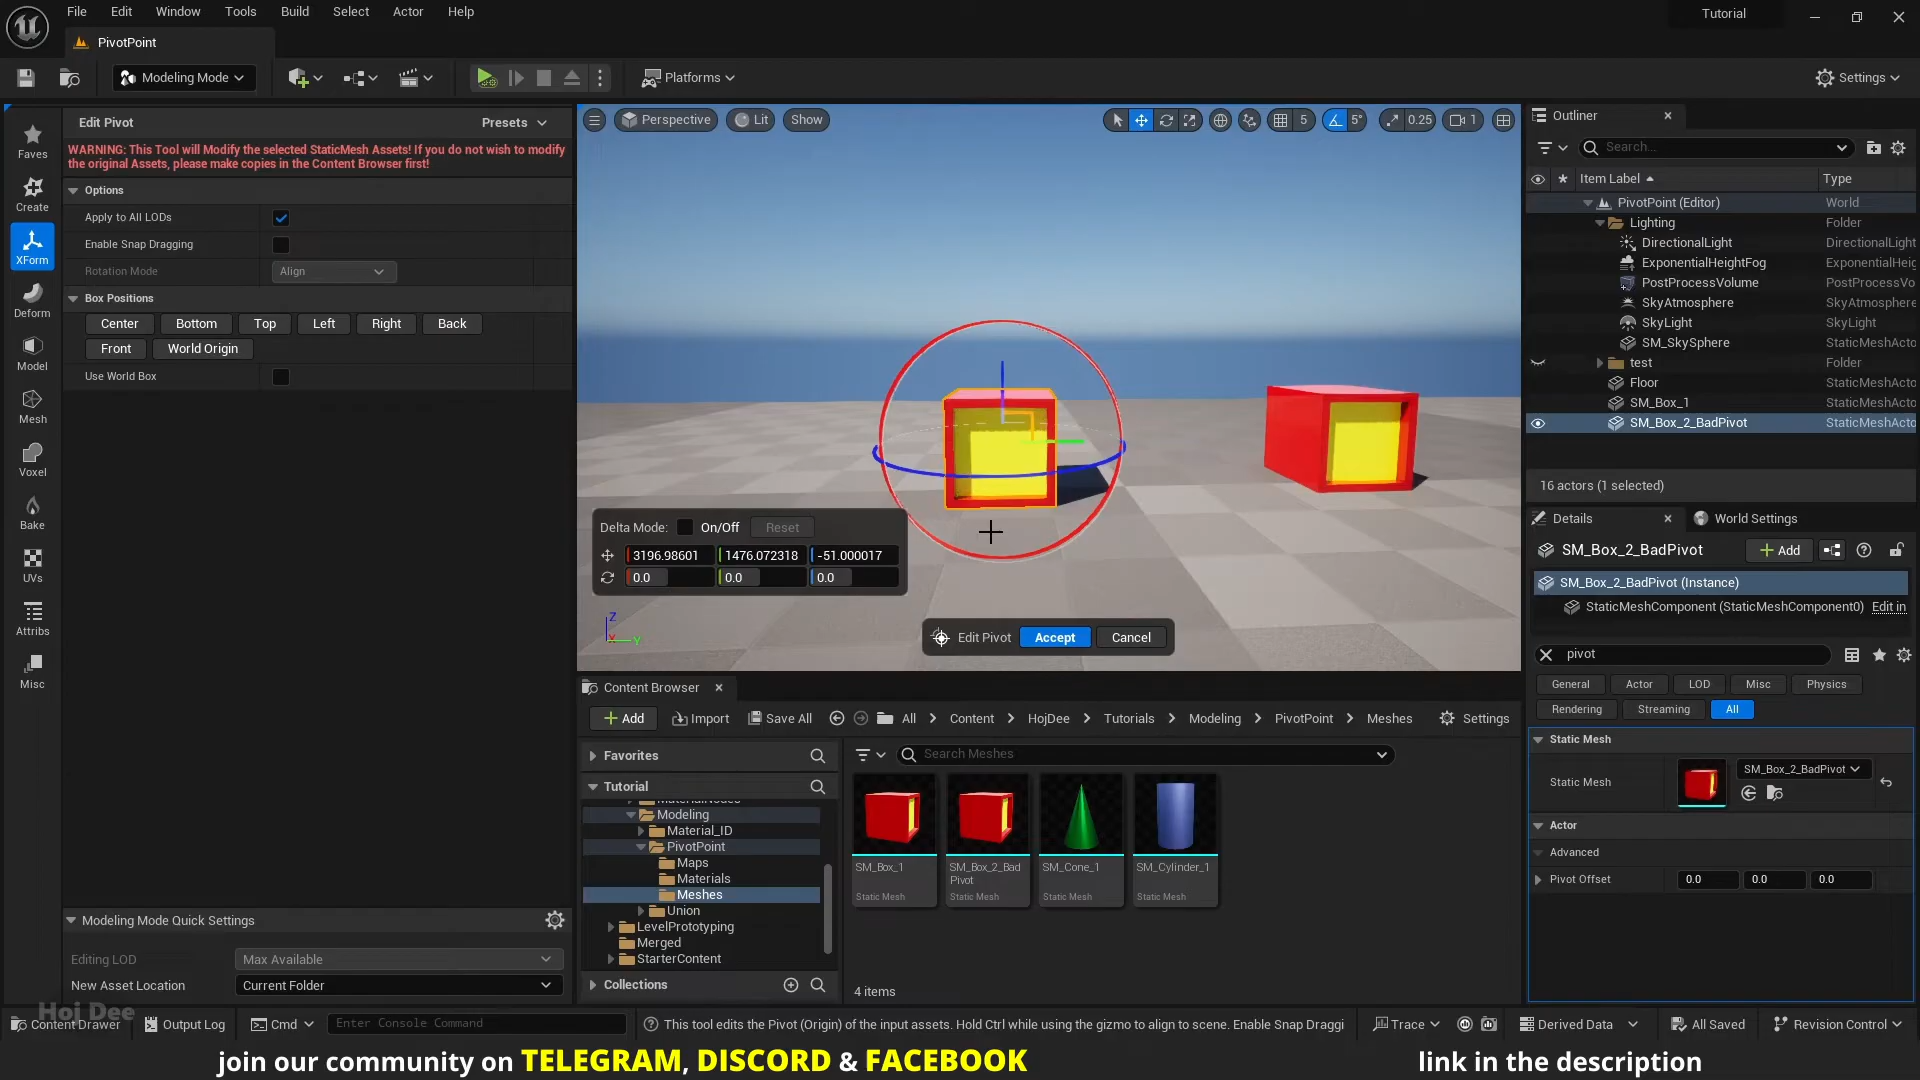 File Edit Window Tools Build Select Actor Help
Tutorial
PivotPoint
Modeling Mode
Platforms
Settings
Edit Pivot
Presets
WARNING: This Tool will Modify the selected StaticMesh Assets! If you do not wish to modify
the original Assets, please make copies in the Content Browser first!
Options
Apply to All LODs
Enable Snap Dragging
Rotation Mode
Align
Box Positions
Center Bottom Top Left Right Back
Front World Origin
Use World Box
Faves
Create
XForm
Deform
Model
Mesh
Voxel
Bake
UVs
Attribs
Misc
Modeling Mode Quick Settings
Editing LOD
Max Available
New Asset Location
Current Folder
Hoj Dee
Perspective Lit Show
5 5° 0.25 1
Delta Mode: On/Off Reset
3196.98601 1476.072318 -51.000017
0.0 0.0 0.0
Z
X Y
Edit Pivot Accept Cancel
Content Browser
Add Import Save All All Content HojDee Tutorials Modeling PivotPoint Meshes Settings
Favorites
Tutorial
Modeling
Material_ID
PivotPoint
Maps
Materials
Meshes
Union
LevelPrototyping
Merged
StarterContent
Collections
Search Meshes
SM_Box_1
Static Mesh
SM_Box_2_Bad
Pivot
Static Mesh
SM_Cone_1
Static Mesh
SM_Cylinder_1
Static Mesh
4 items
Outliner
Search...
Item Label Type
PivotPoint (Editor) World
Lighting Folder
DirectionalLight DirectionalLight
ExponentialHeightFog ExponentialHeig
PostProcessVolume PostProcessVo
SkyAtmosphere SkyAtmosphere
SkyLight SkyLight
SM_SkySphere StaticMeshActo
test Folder
Floor StaticMeshActo
SM_Box_1 StaticMeshActo
SM_Box_2_BadPivot StaticMeshActo
16 actors (1 selected)
Details World Settings
SM_Box_2_BadPivot Add
SM_Box_2_BadPivot (Instance)
StaticMeshComponent (StaticMeshComponent0) Edit in
pivot
General Actor LOD Misc Physics
Rendering Streaming All
Static Mesh
Static Mesh SM_Box_2_BadPivot
Actor
Advanced
Pivot Offset 0.0 0.0 0.0
Content Drawer Output Log Cmd Enter Console Command This tool edits the Pivot (Origin) of the input assets. Hold Ctrl while using the gizmo to align to scene. Enable Snap Draggi Trace Derived Data All Saved Revision Control
join our community on TELEGRAM, DISCORD & FACEBOOK link in the description